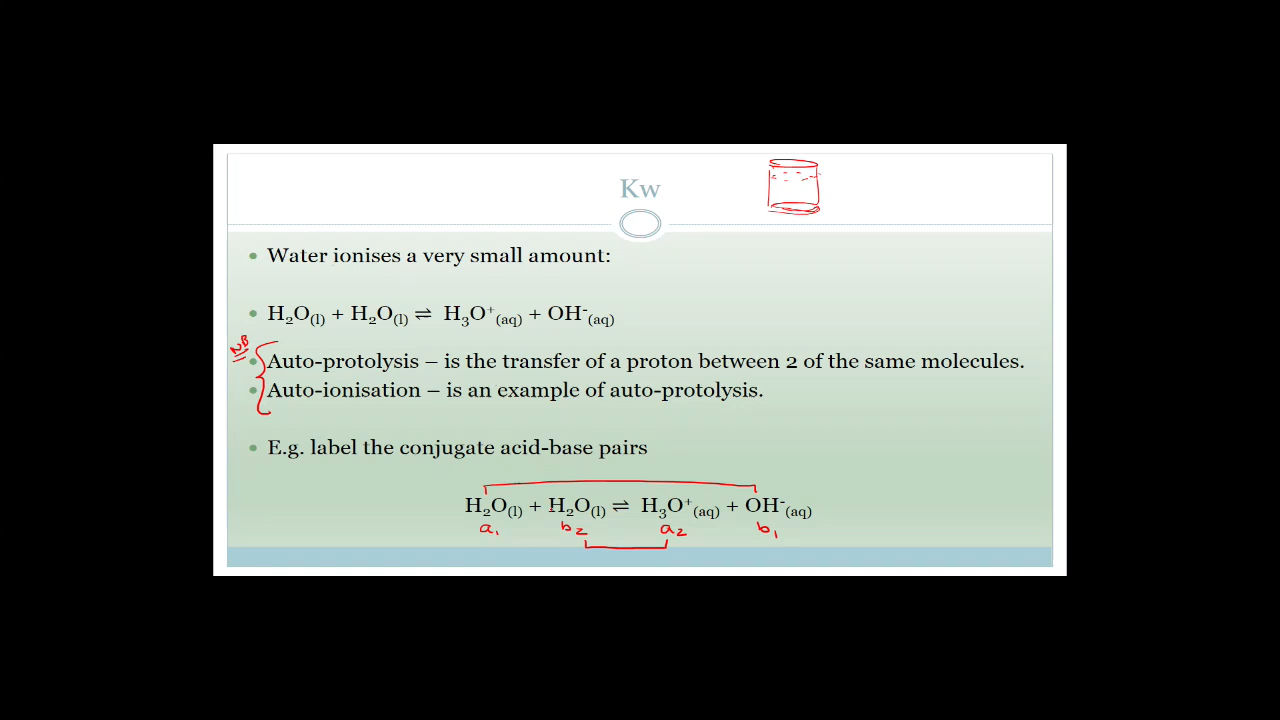 Kw
Water ionises a very small amount:
H₂O(l) + H₂O(l) ⇌ H₃O⁺(aq) + OH⁻(aq)
NB
Auto-protolysis – is the transfer of a proton between 2 of the same molecules.
Auto-ionisation – is an example of auto-protolysis.
E.g. label the conjugate acid-base pairs
H₂O(l) + H₂O(l) ⇌ H₃O⁺(aq) + OH⁻(aq)
a₁ b₂ a₂ b₁